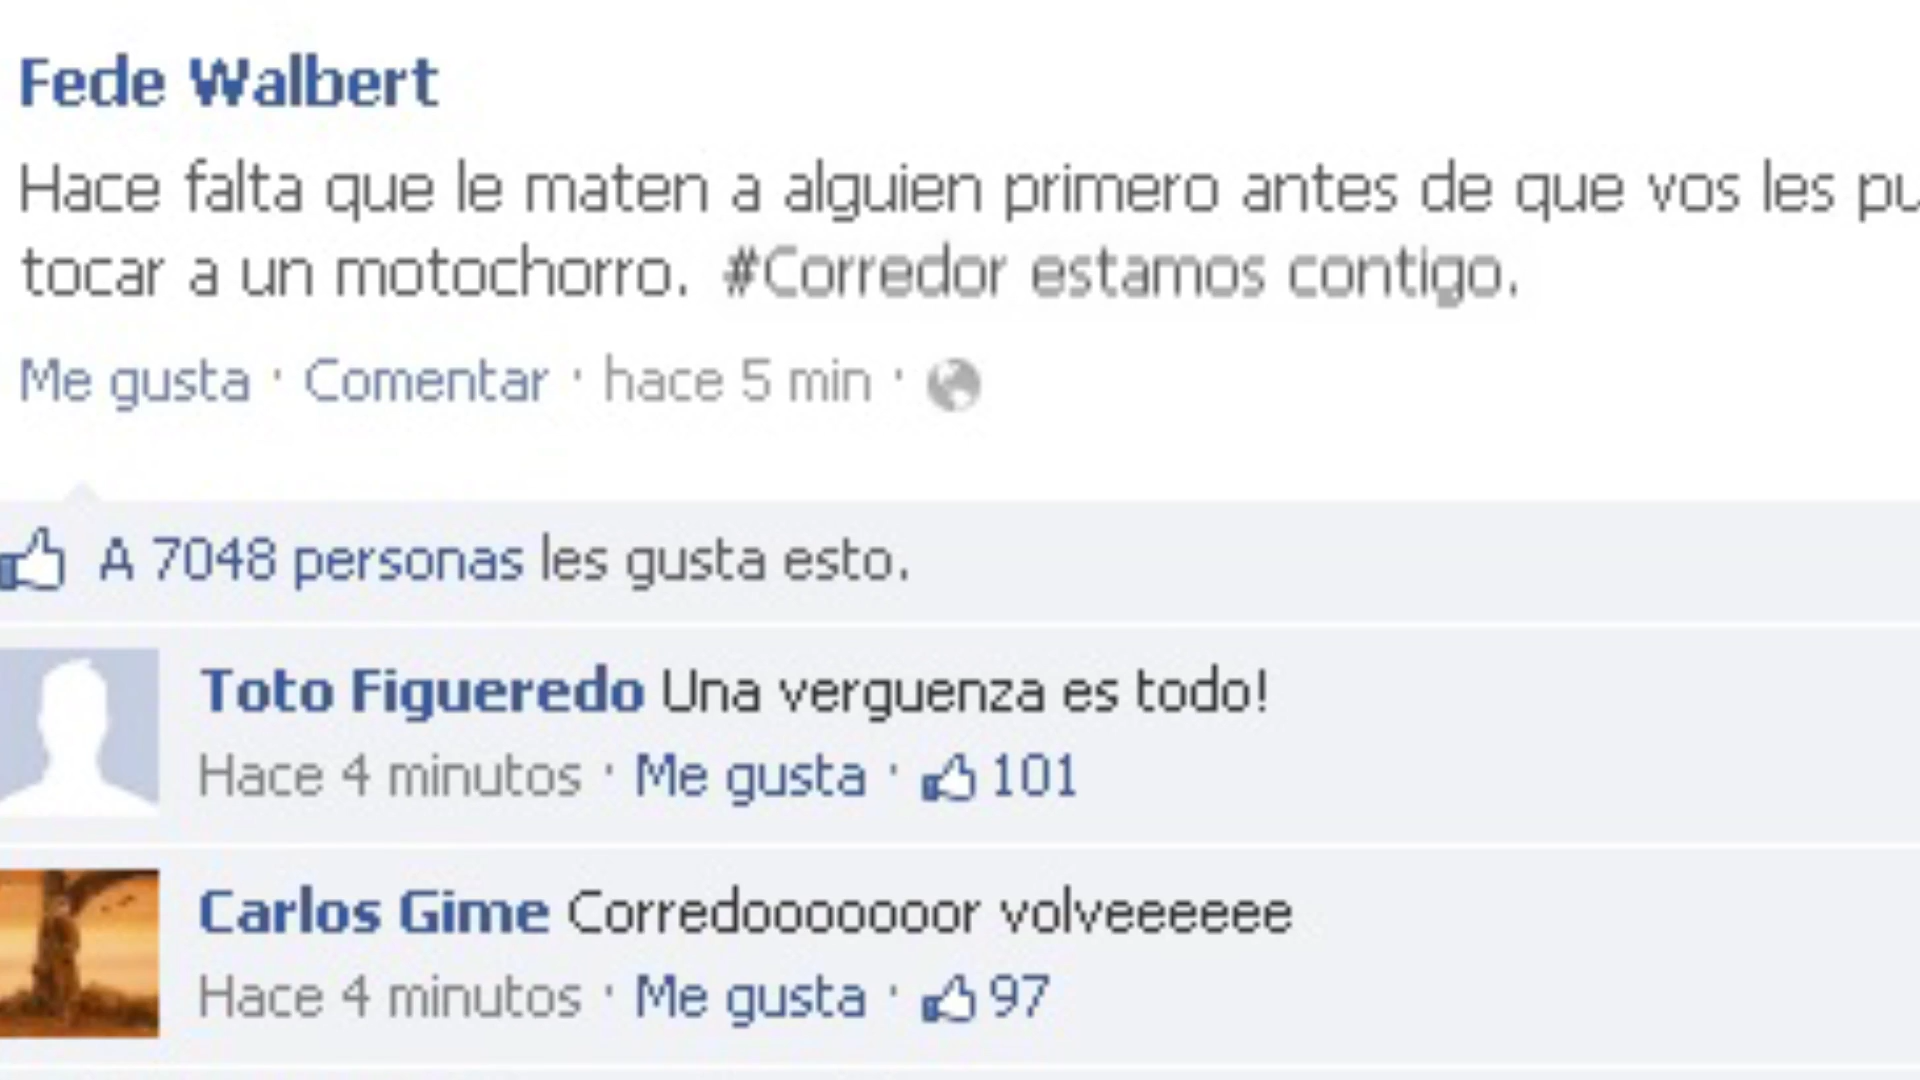 Fede Walbert
Hace falta que le maten a alguien primero antes de que vos les
tocar a un motochorro. #Corredor estamos contigo.
Me gusta · Comentar · hace 5 min ·
A 7048 personas les gusta esto.
Toto Figueredo Una verguenza es todo!
Hace 4 minutos · Me gusta · 101
Carlos Gime Corredooooooor volveeeeee
Hace 4 minutos · Me gusta · 97